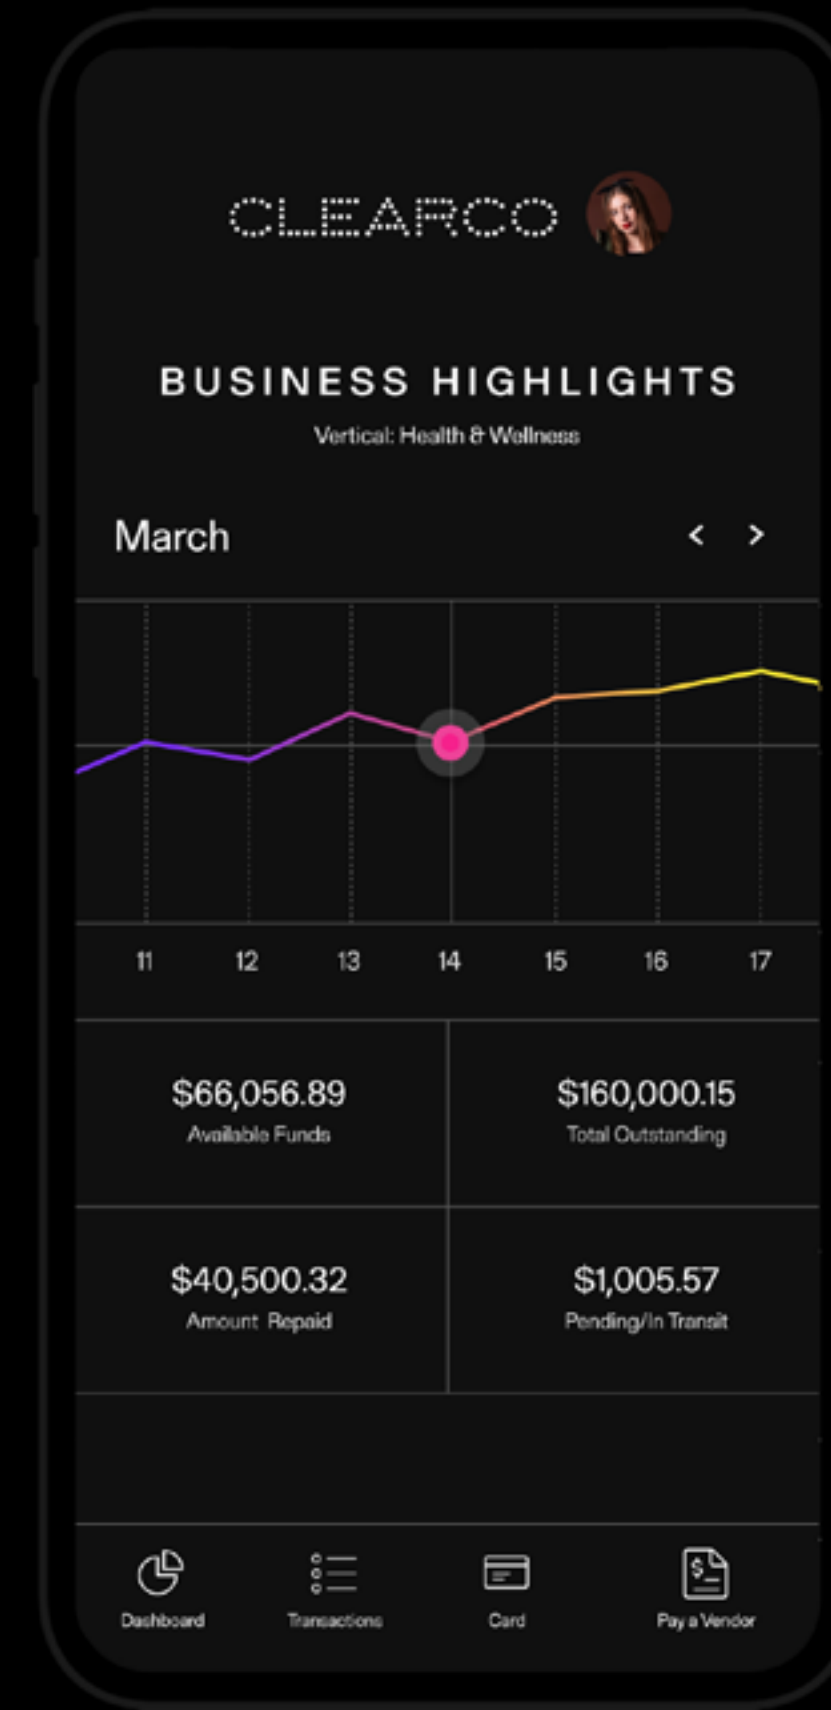 CLEARCO
BUSINESS HIGHLIGHTS
Vertical: Health & Wellness
March < >
11 12 13 14 15 16 17
$66,056.89 $160,000.15
Available Funds Total Outstanding
$40,500.32 $1,005.57
Amount Repaid Pending/In Transit
$
Dashboard Transactions Card Pay a Vendor